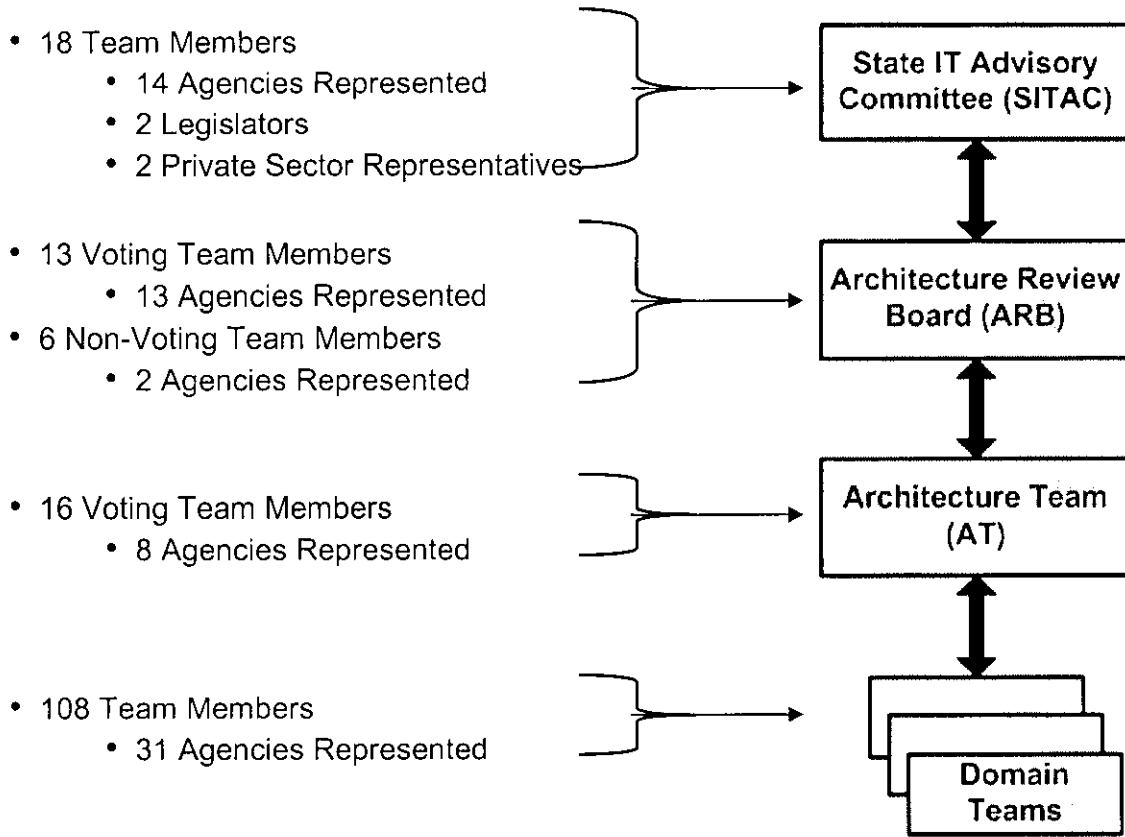 • 18 Team Members
• 14 Agencies Represented
• 2 Legislators
• 2 Private Sector Representatives
State IT Advisory
Committee (SITAC)
• 13 Voting Team Members
• 13 Agencies Represented
• 6 Non-Voting Team Members
• 2 Agencies Represented
Architecture Review
Board (ARB)
• 16 Voting Team Members
• 8 Agencies Represented
Architecture Team
(AT)
• 108 Team Members
• 31 Agencies Represented
Domain
Teams